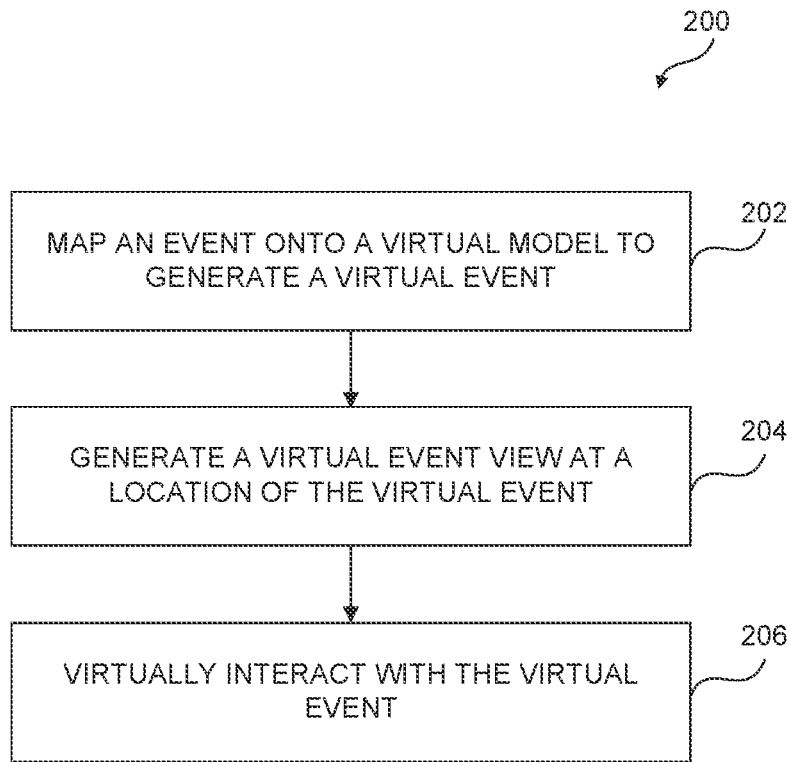 200
MAP AN EVENT ONTO A VIRTUAL MODEL TO
GENERATE A VIRTUAL EVENT
202
GENERATE A VIRTUAL EVENT VIEW AT A
LOCATION OF THE VIRTUAL EVENT
204
VIRTUALLY INTERACT WITH THE VIRTUAL
EVENT
206